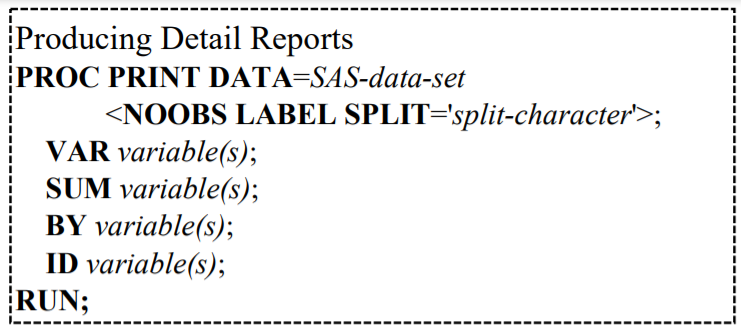 Producing Detail Reports
PROC PRINT DATA=SAS-data-set
<NOOBS LABEL SPLIT='split-character'>;
VAR variable(s);
SUM variable(s);
BY variable(s);
ID variable(s);
RUN;